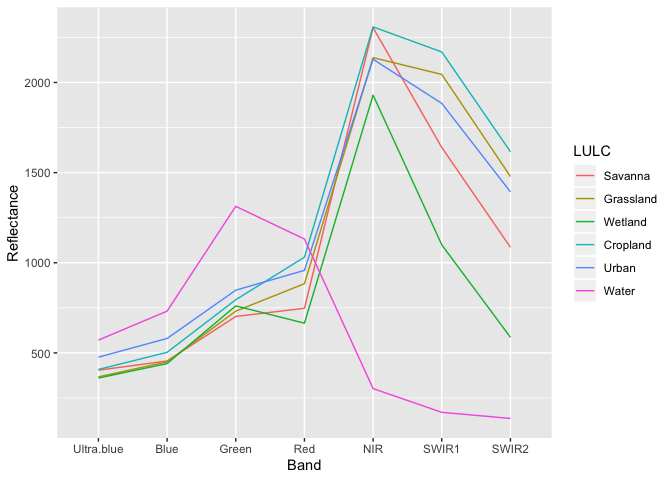 2000
1500
1000
500
Reflectance
Ultra.blue Blue Green Red NIR SWIR1 SWIR2
Band
LULC
Savanna
Grassland
Wetland
Cropland
Urban
Water